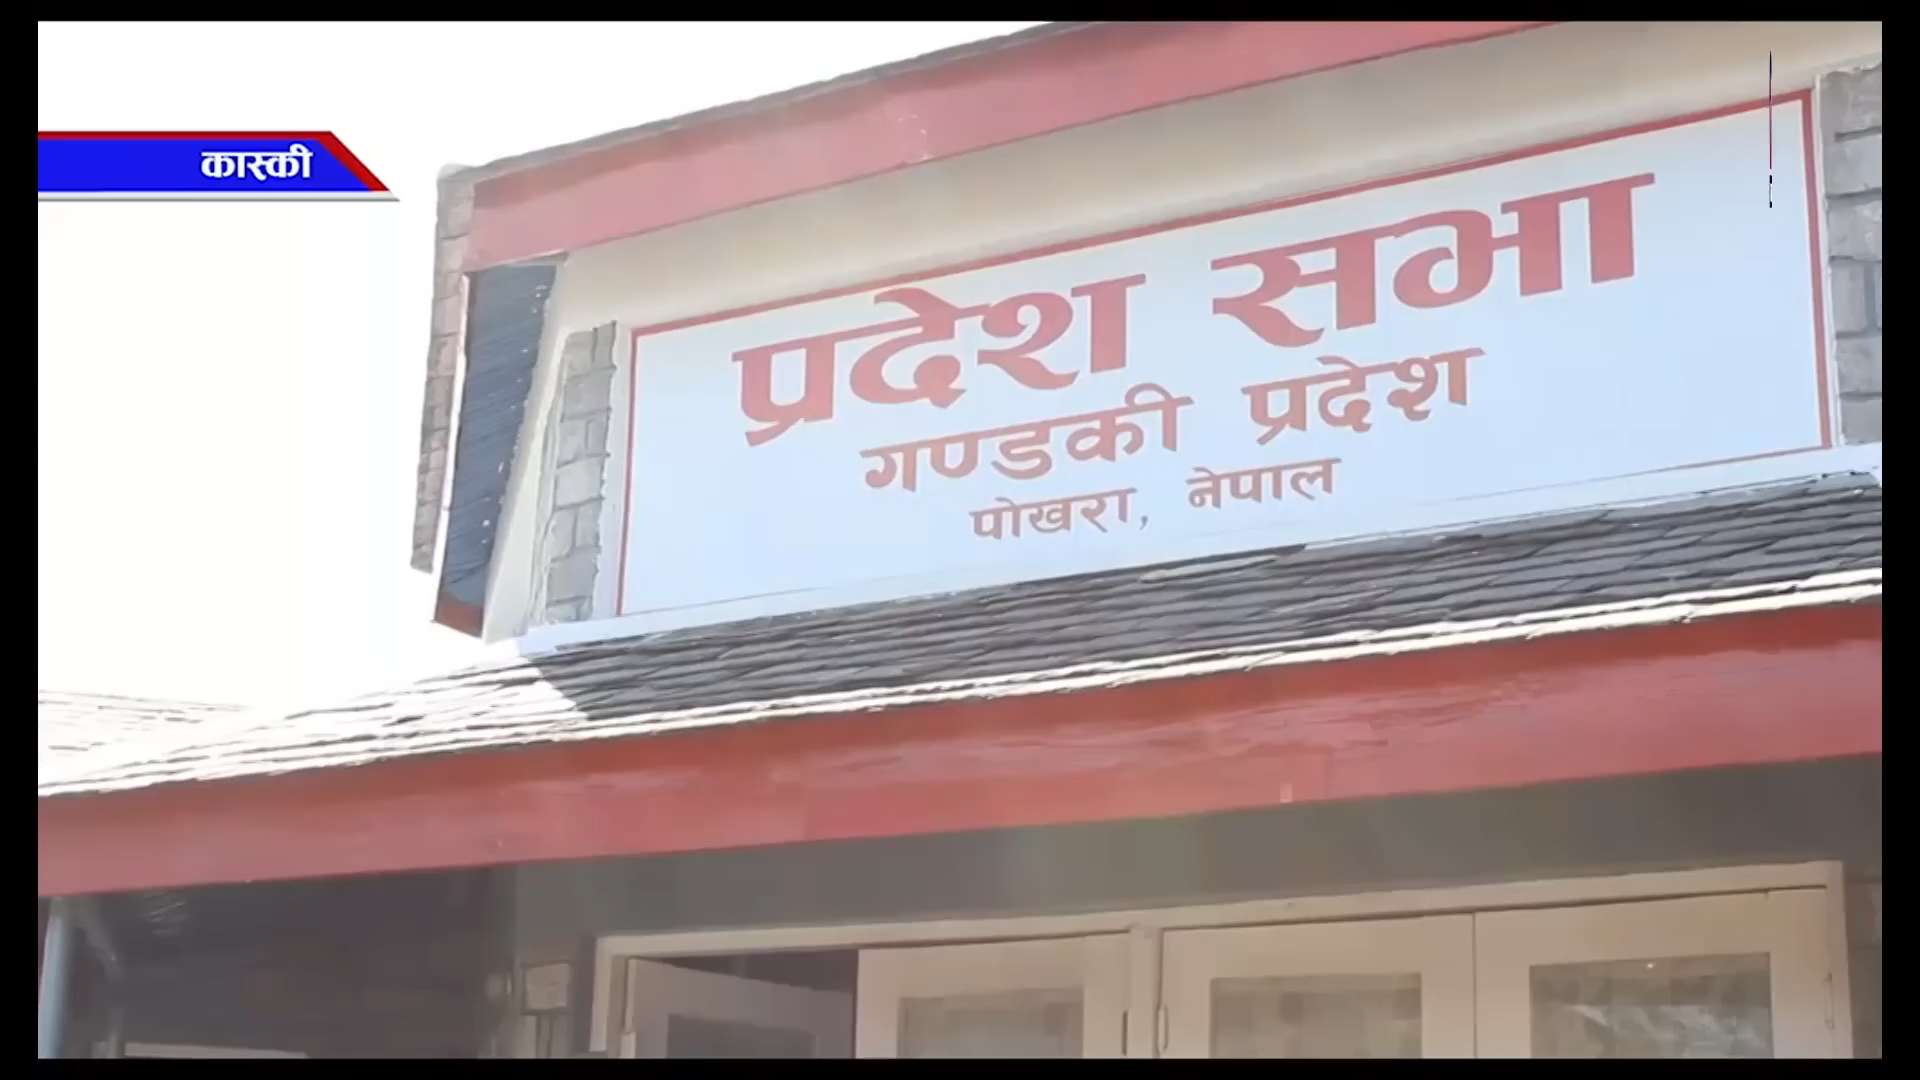 कास्की
प्रदेश सभा
गण्डकी प्रदेश
पोखरा, नेपाल